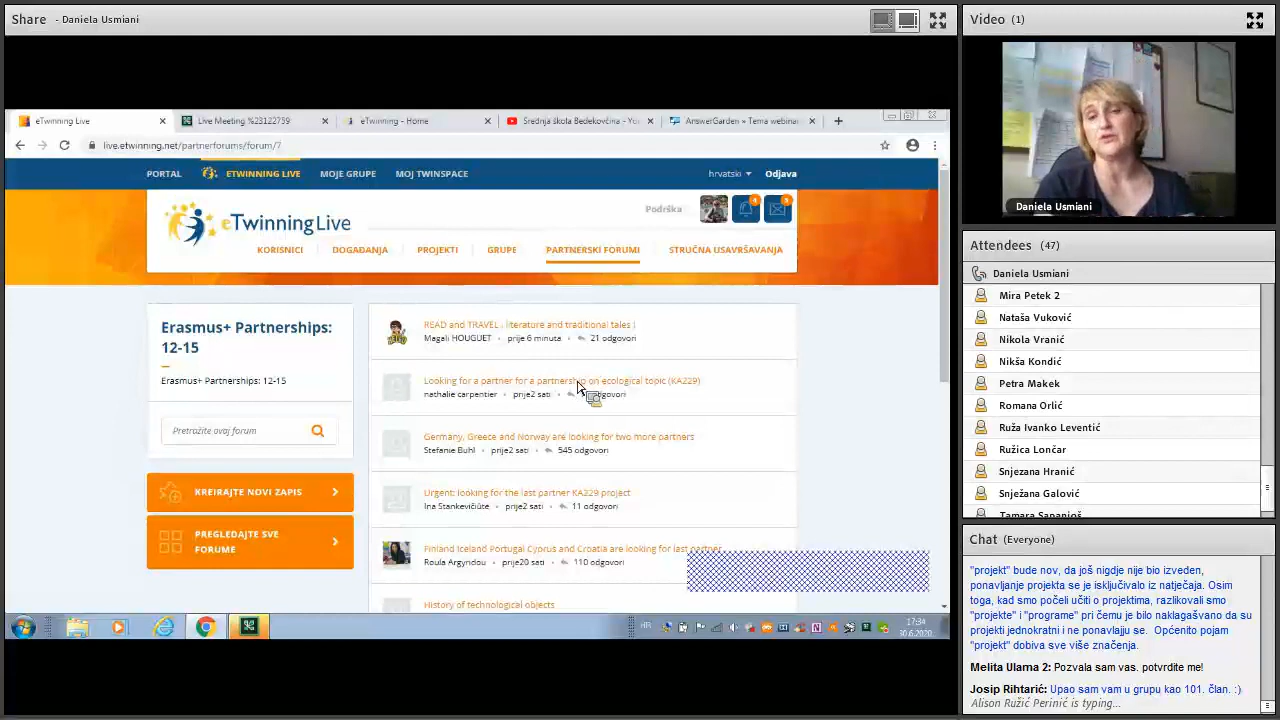 Share - Daniela Usmiani
Video (1)
eTwinning Live
Live Meeting %23122759
eTwinning - Home
Srednja škola Bedekovčina - Yo
AnswerGarden » Tema webinar
live.etwinning.net/partnerforums/forum/7
PORTAL
ETWINNING LIVE
MOJE GRUPE
MOJ TWINSPACE
hrvatski
Odjava
Podrška
eTwinning Live
KORISNICI
DOGAĐANJA
PROJEKTI
GRUPE
PARTNERSKI FORUMI
STRUČNA USAVRŠAVANJA
Erasmus+ Partnerships:
12-15
Erasmus+ Partnerships: 12-15
Pretražite ovaj forum
KREIRAJTE NOVI ZAPIS
PREGLEDAJTE SVE
FORUME
READ and TRAVEL : literature and traditional tales !
Magali HOUGUET • prije 6 minuta • 21 odgovori
Looking for a partner for a partnership on ecological topic (KA229)
nathalie carpentier • prije2 sati •
Germany, Greece and Norway are looking for two more partners
Stefanie Buhl • prije2 sati • 545 odgovori
Urgent: looking for the last partner KA229 project
Ina Stankevičiūte • prije2 sati • 11 odgovori
Finland Iceland Portugal Cyprus and Croatia are looking for last partner
Roula Argyridou • prije20 sati • 110 odgovori
History of technological objects
HR
17:34
30.6.2020.
Daniela Usmiani
Attendees (47)
Daniela Usmiani
Mira Petek 2
Nataša Vuković
Nikola Vranić
Nikša Kondić
Petra Makek
Romana Orlić
Ruža Ivanko Leventić
Ružica Lončar
Snjezana Hranić
Snježana Galović
Chat (Everyone)
"projekt" bude nov, da još nigdje nije bio izveden,
ponavljanje projekta se je isključivalo iz natječaja. Osim
toga, kad smo počeli učiti o projektima, razlikovali smo
"projekte" i "programe" pri čemu je bilo naklagašvano da su
projekti jednokratni i ne ponavlajju se. Općenito pojam
"projekt" dobiva sve više značenja.
Melita Ulama 2: Pozvala sam vas. potvrdite me!
Josip Rihtarić: Upao sam vam u grupu kao 101. član. :)
Alison Ružić Perinić is typing...